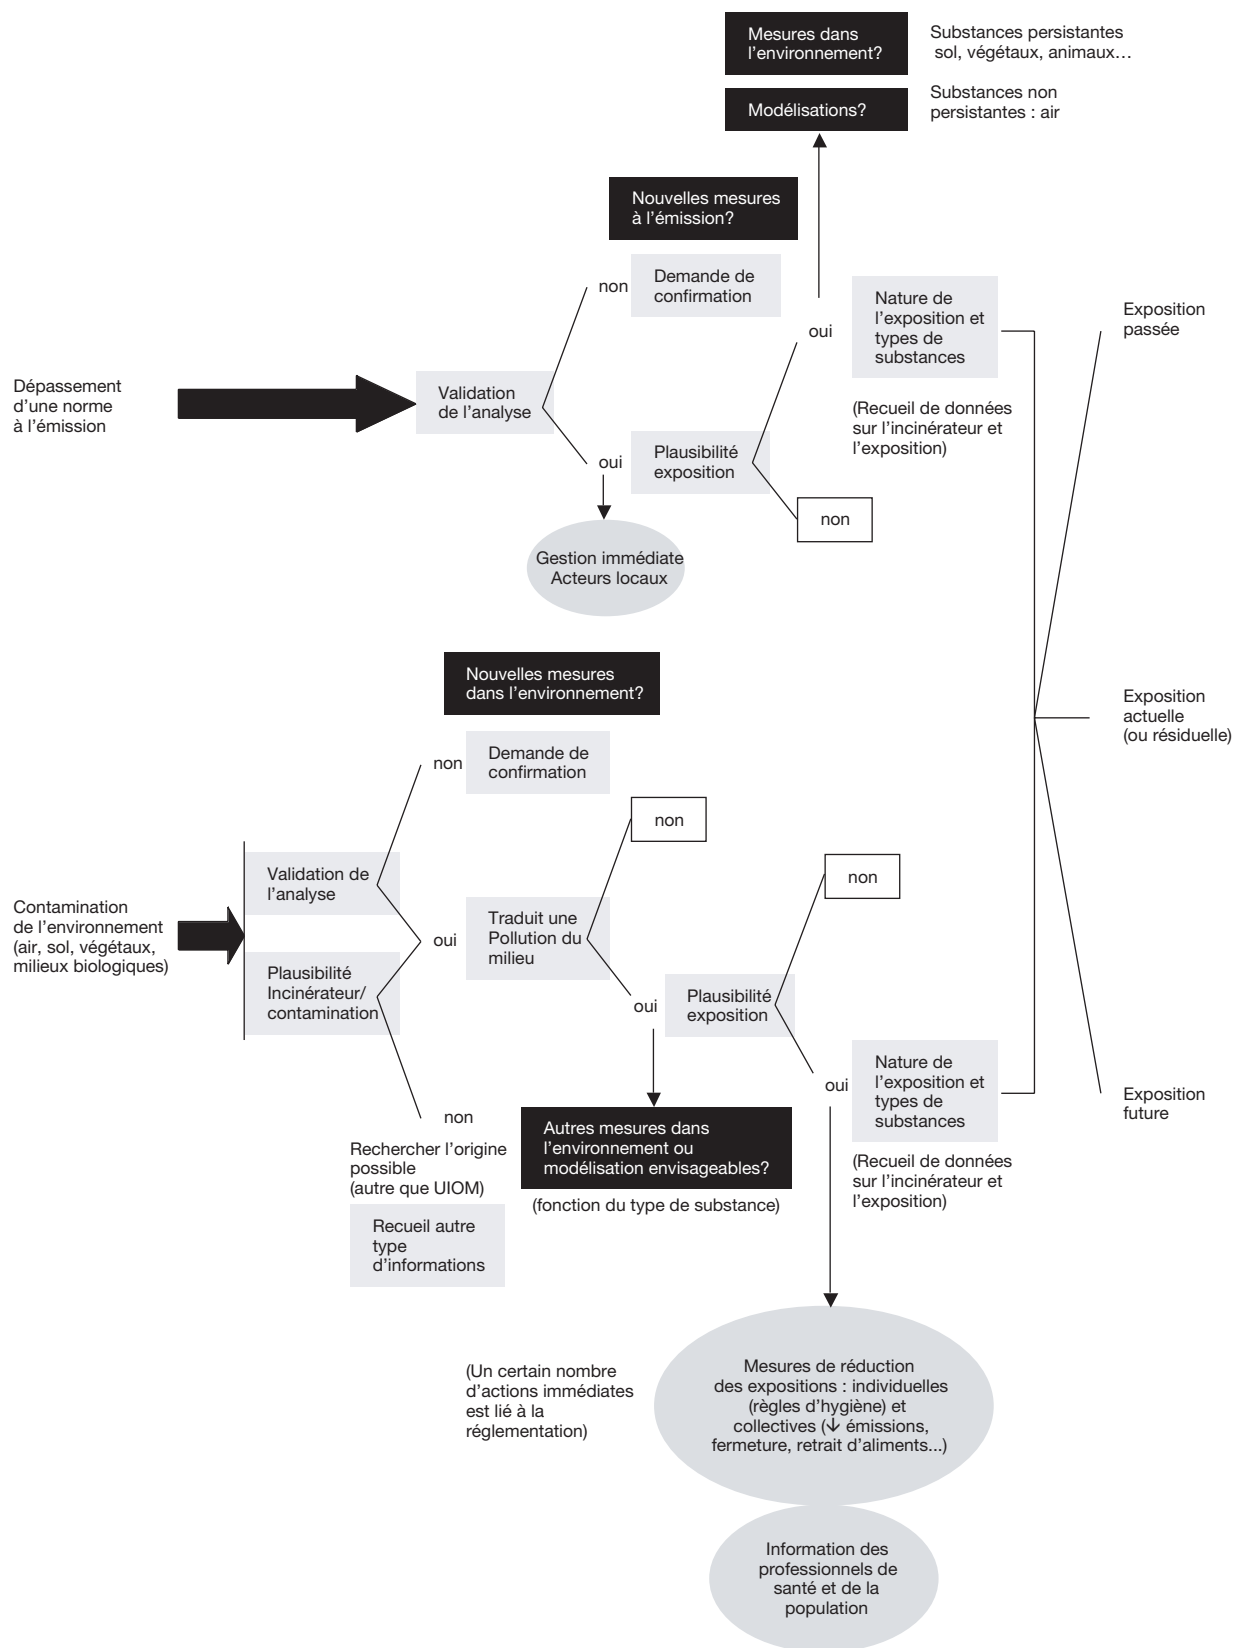 Mesures dans
l'environnement?
Substances persistantes
sol, végétaux, animaux…
Modélisations?
Substances non
persistantes : air
Nouvelles mesures
à l'émission?
non
Demande de
confirmation
oui
Nature de
l'exposition et
types de
substances
Exposition
passée
Dépassement
d'une norme
à l'émission
Validation
de l'analyse
(Recueil de données
sur l'incinérateur et
l'exposition)
oui
Plausibilité
exposition
non
Gestion immédiate
Acteurs locaux
Nouvelles mesures
dans l'environnement?
Exposition
actuelle
(ou résiduelle)
non
Demande de
confirmation
non
Validation de
l'analyse
non
Contamination
de l'environnement
(air, sol, végétaux,
milieux biologiques)
oui
Traduit une
Pollution du
milieu
Plausibilité
Incinérateur/
contamination
oui
Plausibilité
exposition
oui
Nature de
l'exposition et
types de
substances
Exposition
future
non
Rechercher l'origine
possible
(autre que UIOM)
Autres mesures dans
l'environnement ou
modélisation envisageables?
(fonction du type de substance)
(Recueil de données
sur l'incinérateur et
l'exposition)
Recueil autre
type
d'informations
(Un certain nombre
d'actions immédiates
est lié à la
réglementation)
Mesures de réduction
des expositions : individuelles
(règles d'hygiène) et
collectives (↓ émissions,
fermeture, retrait d'aliments...)
Information des
professionnels de
santé et de la
population